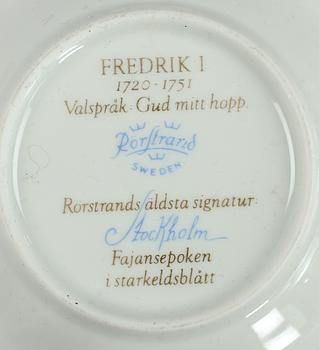 FREDRIK I
1720-1751
Valspråk: Gud mitt hopp.
Rörstrand
SWEDEN
Rörstrands äldsta signatur:
Stockholm
Fajansepoken
i starkeldsblått